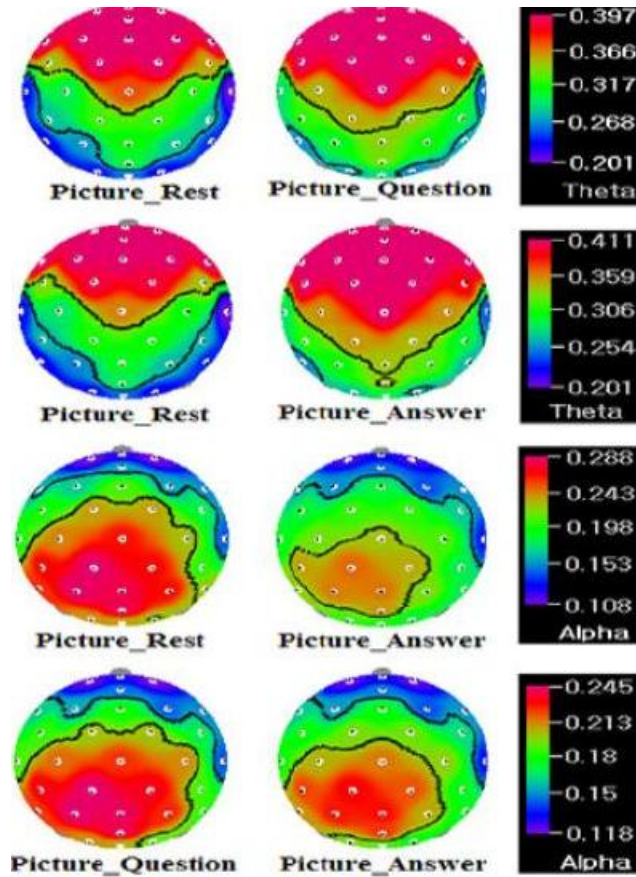 0.397
0.366
0.317
0.268
0.201
Theta
Picture_Rest
Picture_Question
0.411
0.359
0.306
0.254
0.201
Theta
Picture_Rest
Picture_Answer
0.288
0.243
0.198
0.153
0.108
Alpha
Picture_Rest
Picture_Answer
0.245
0.213
0.18
0.15
0.118
Alpha
Picture_Question
Picture_Answer